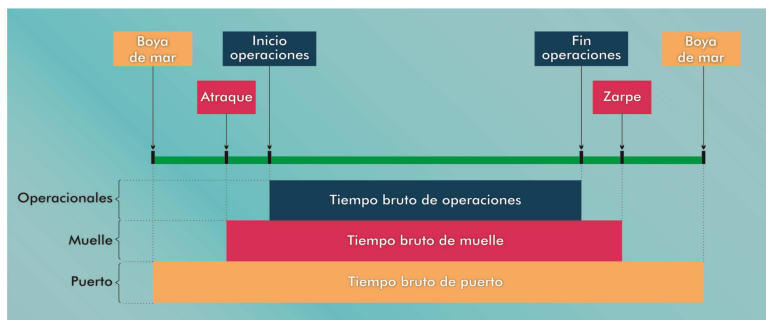 Boya
de mar
Inicio
operaciones
Fin
operaciones
Boya
de mar
Atraque
Zarpe
Operacionales
Tiempo bruto de operaciones
Muelle
Tiempo bruto de muelle
Puerto
Tiempo bruto de puerto